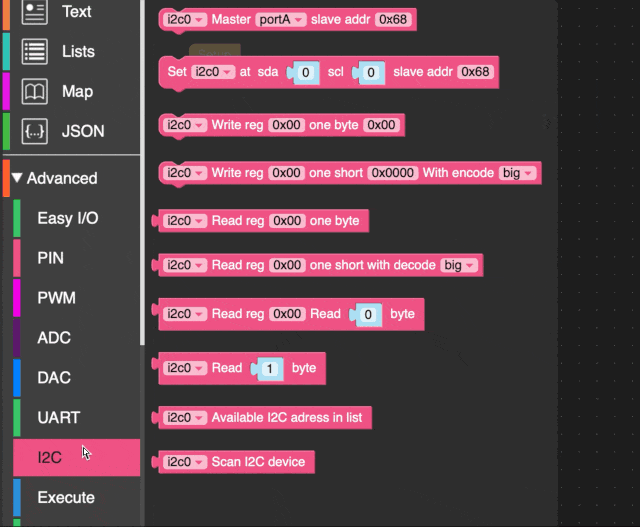 Text
Lists
Map
{...} JSON
Advanced
Easy I/O
PIN
PWM
ADC
DAC
UART
I2C
Execute
i2c0 Master portA slave addr 0x68
Set i2c0 at sda 0 scl 0 slave addr 0x68
i2c0 Write reg 0x00 one byte 0x00
i2c0 Write reg 0x00 one short 0x0000 With encode big
i2c0 Read reg 0x00 one byte
i2c0 Read reg 0x00 one short with decode big
i2c0 Read reg 0x00 Read 0 byte
i2c0 Read 1 byte
i2c0 Available I2C adress in list
i2c0 Scan I2C device